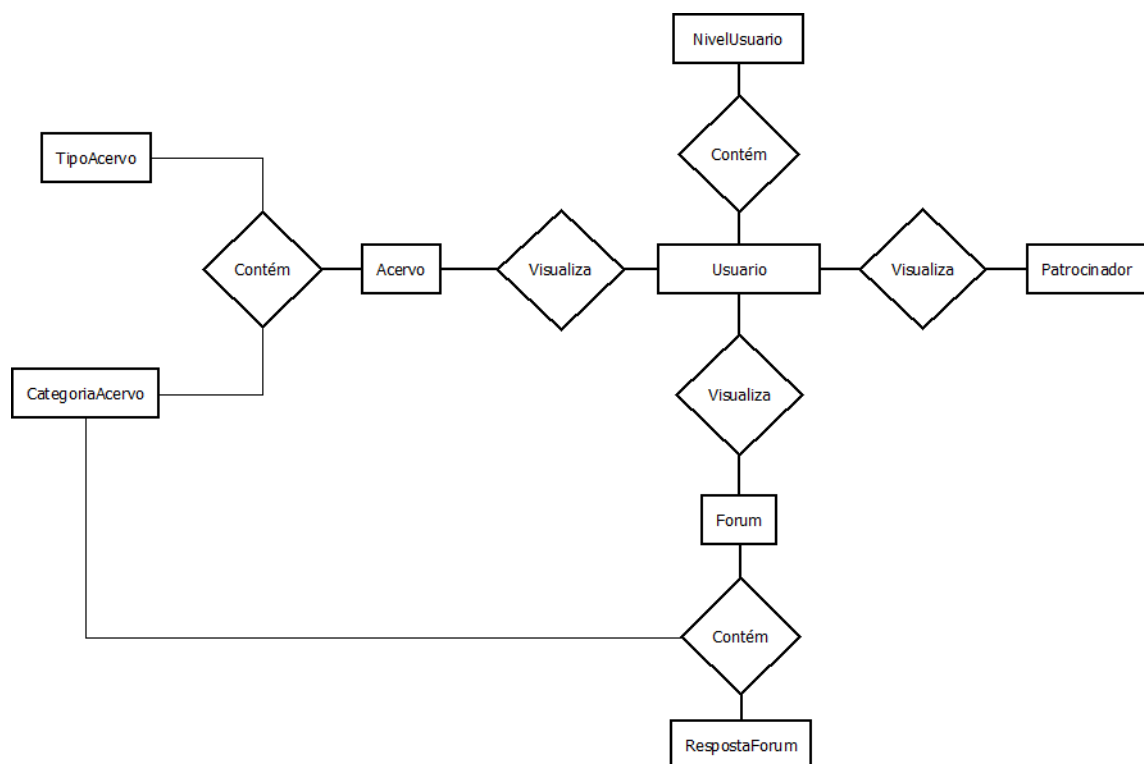 NivelUsuario
Contém
TipoAcervo
Contém
Acervo
Visualiza
Usuario
Visualiza
Patrocinador
CategoriaAcervo
Visualiza
Forum
Contém
RespostaForum